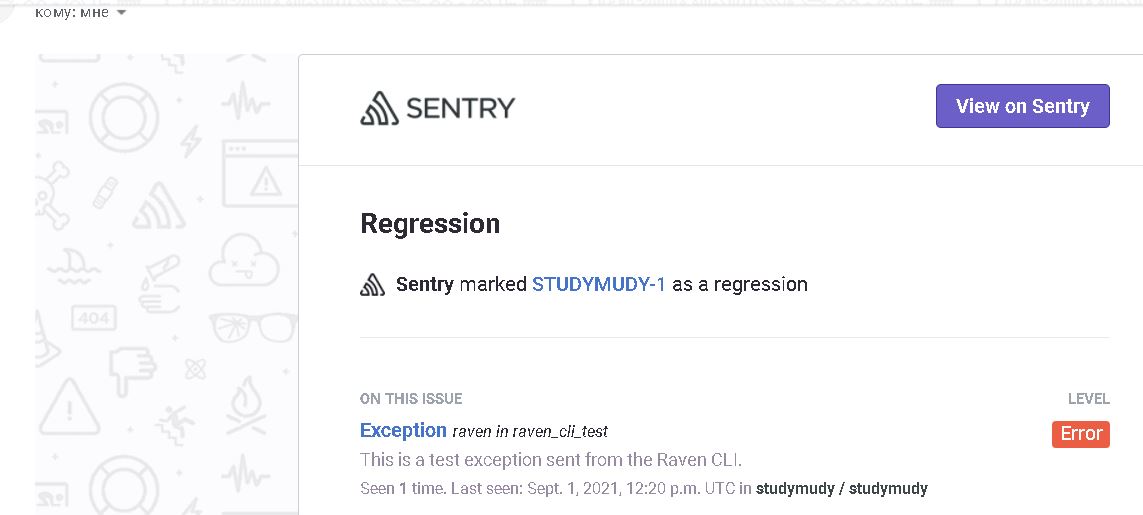 кому: мне
SENTRY
View on Sentry
Regression
Sentry marked STUDYMUDY-1 as a regression
404
ON THIS ISSUE
LEVEL
Exception raven in raven_cli_test
Error
This is a test exception sent from the Raven CLI.
Seen 1 time. Last seen: Sept. 1, 2021, 12:20 p.m. UTC in studymudy / studymudy